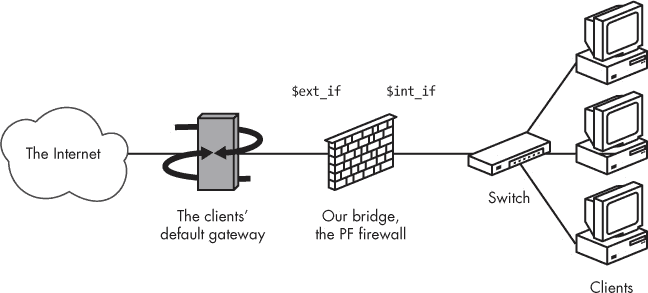 $ext_if
$int_if
The Internet
The clients’
default gateway
Our bridge,
the PF firewall
Switch
Clients